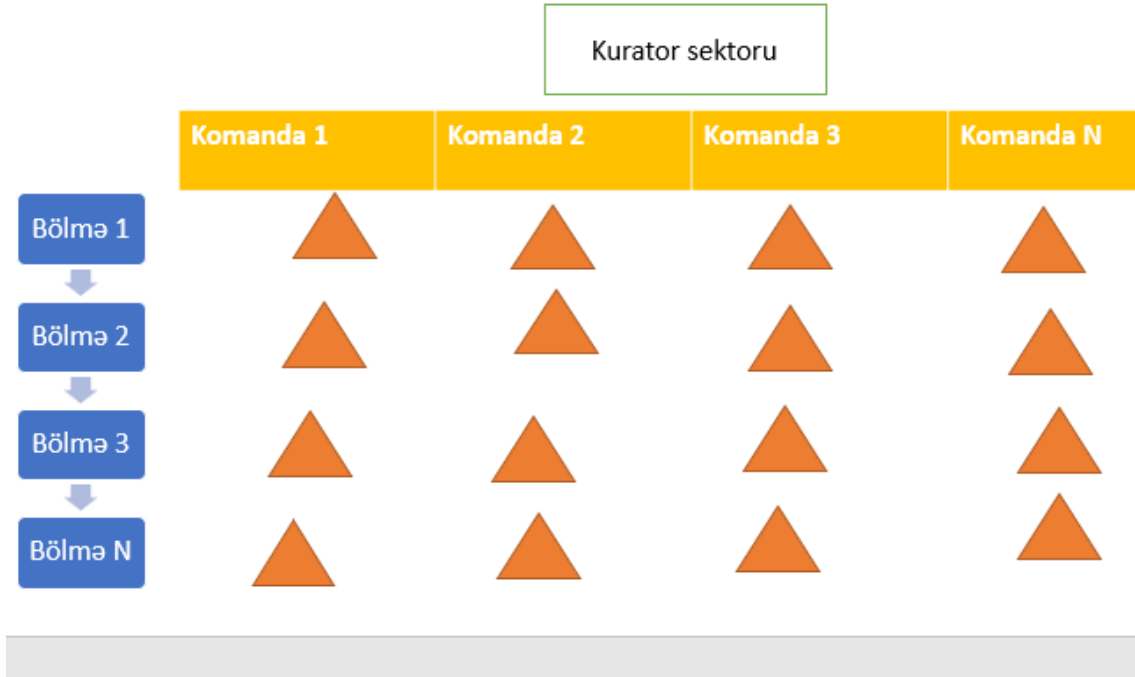 Kurator sektoru
Komanda 1
Komanda 2
Komanda 3
Komanda N
Bölmə 1
Bölmə 2
Bölmə 3
Bölmə N